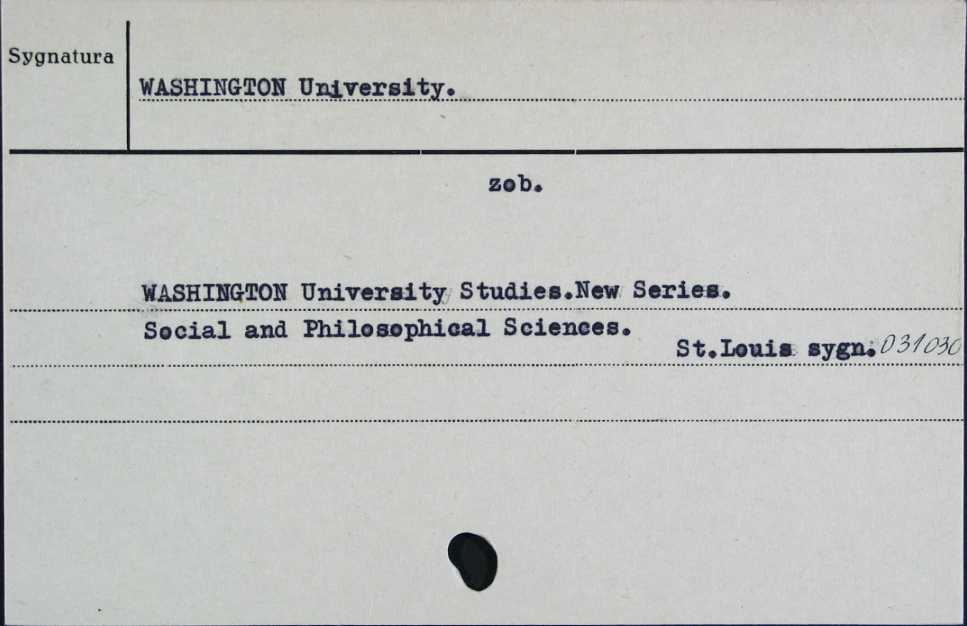 Sygnatura
WASHINGTON University.
zob.
WASHINGTON University Studies.New Series.
Social and Philosophical Sciences.
St.Louis sygn. 031030